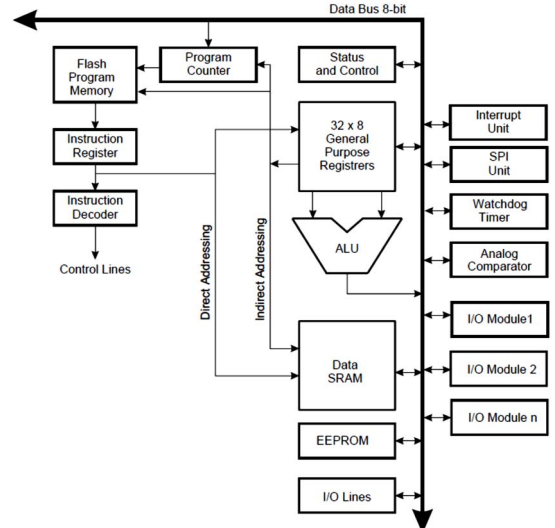 Data Bus 8-bit
Flash
Program
Memory
Program
Counter
Status
and Control
Instruction
Register
32 x 8
General
Purpose
Registrers
Interrupt
Unit
SPI
Unit
Instruction
Decoder
Watchdog
Timer
Control Lines
Direct Addressing
Indirect Addressing
ALU
Analog
Comparator
I/O Module1
Data
SRAM
I/O Module 2
I/O Module n
EEPROM
I/O Lines